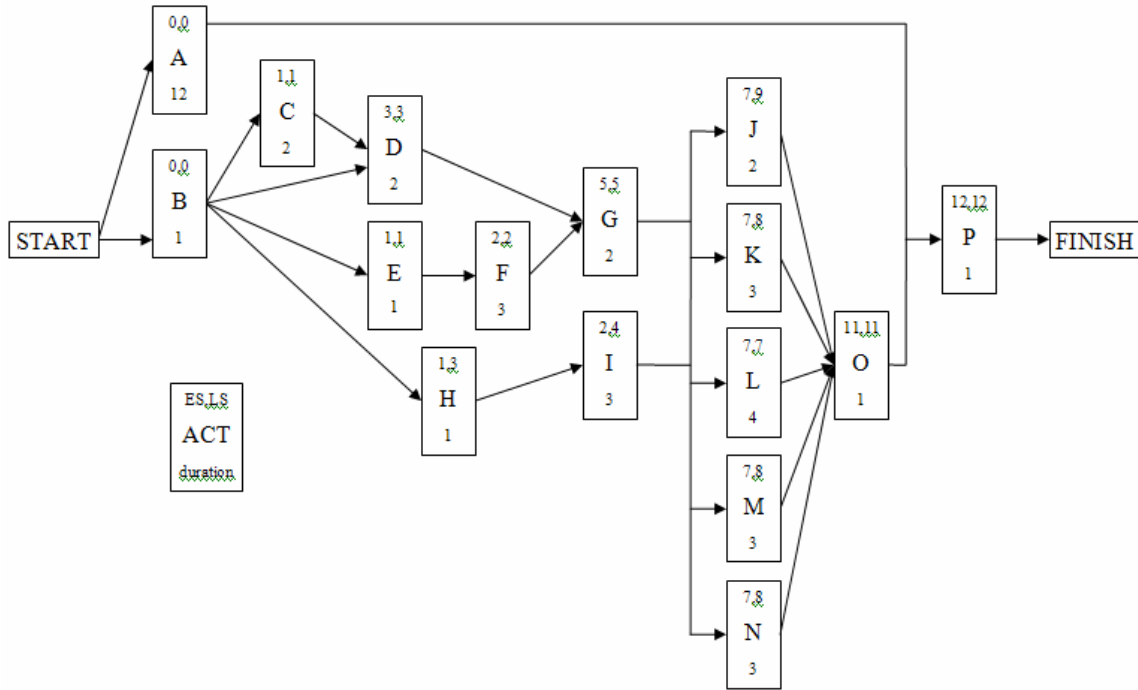 0,0
A
12
1,1
C
2
3,3
D
2
7,9
J
2
0,0
B
1
5,5
G
2
12,12
P
1
START
FINISH
1,1
E
1
2,2
F
3
7,8
K
3
2,4
I
3
7,7
L
4
11,11
O
1
1,3
H
1
ES,LS
ACT
duration
7,8
M
3
7,8
N
3